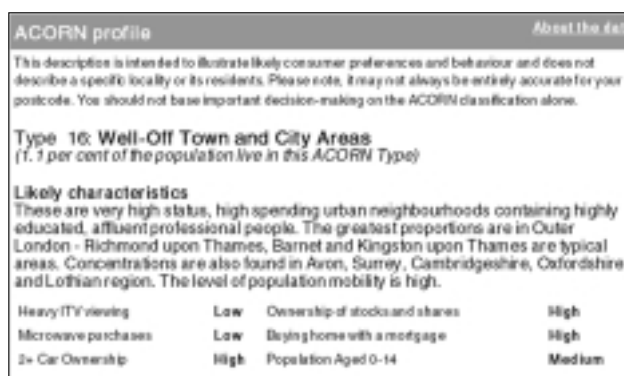 ACORN profile About the dat
This description is intended to illustrate likely consumer preferences and behaviour and does not
describe a specific locality or its residents. Please note, it may not always be entirely accurate for your
postcode. You should not base important decision-making on the ACORN classification alone.
Type 16: Well-Off Town and City Areas
(1.1 per cent of the population live in this ACORN Type)
Likely characteristics
These are very high status, high spending urban neighbourhoods containing highly
educated, affluent professional people. The greatest proportions are in Outer
London - Richmond upon Thames, Barnet and Kingston upon Thames are typical
areas. Concentrations are also found in Avon, Surrey, Cambridgeshire, Oxfordshire
and Lothian region. The level of population mobility is high.
Heavy ITV viewing Low Ownership of stocks and shares High
Microwave purchases Low Buying home with a mortgage High
2+ Car Ownership High Population Aged 0-14 Medium